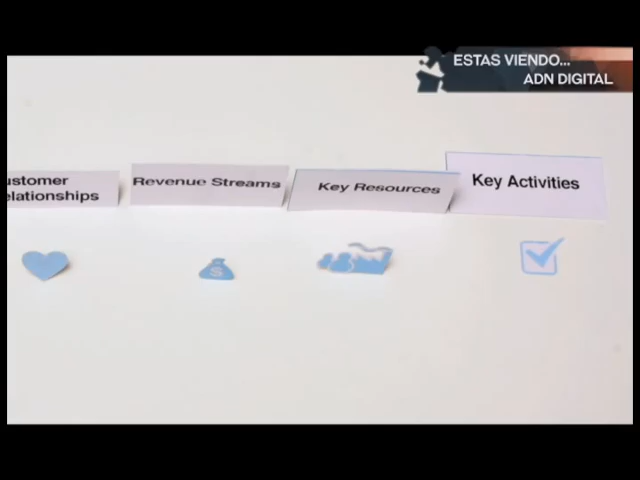 ESTAS VIENDO...
ADN DIGITAL
ustomer
elationships
Revenue Streams
Key Resources
Key Activities
$